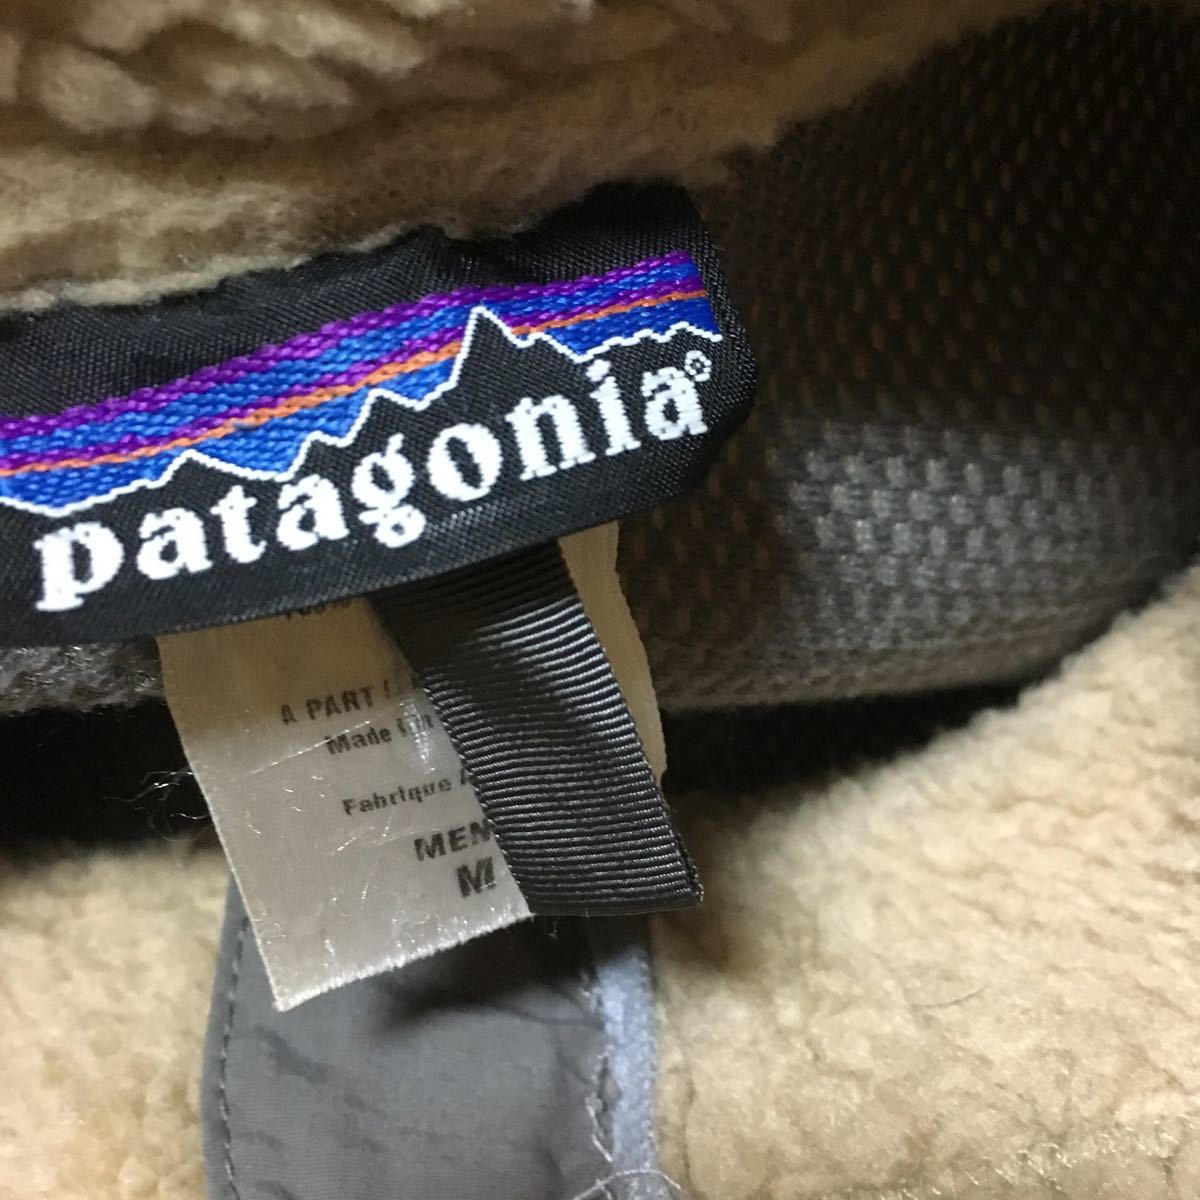 patagonia®
A PART
Made in
Fabrique
MEN
M